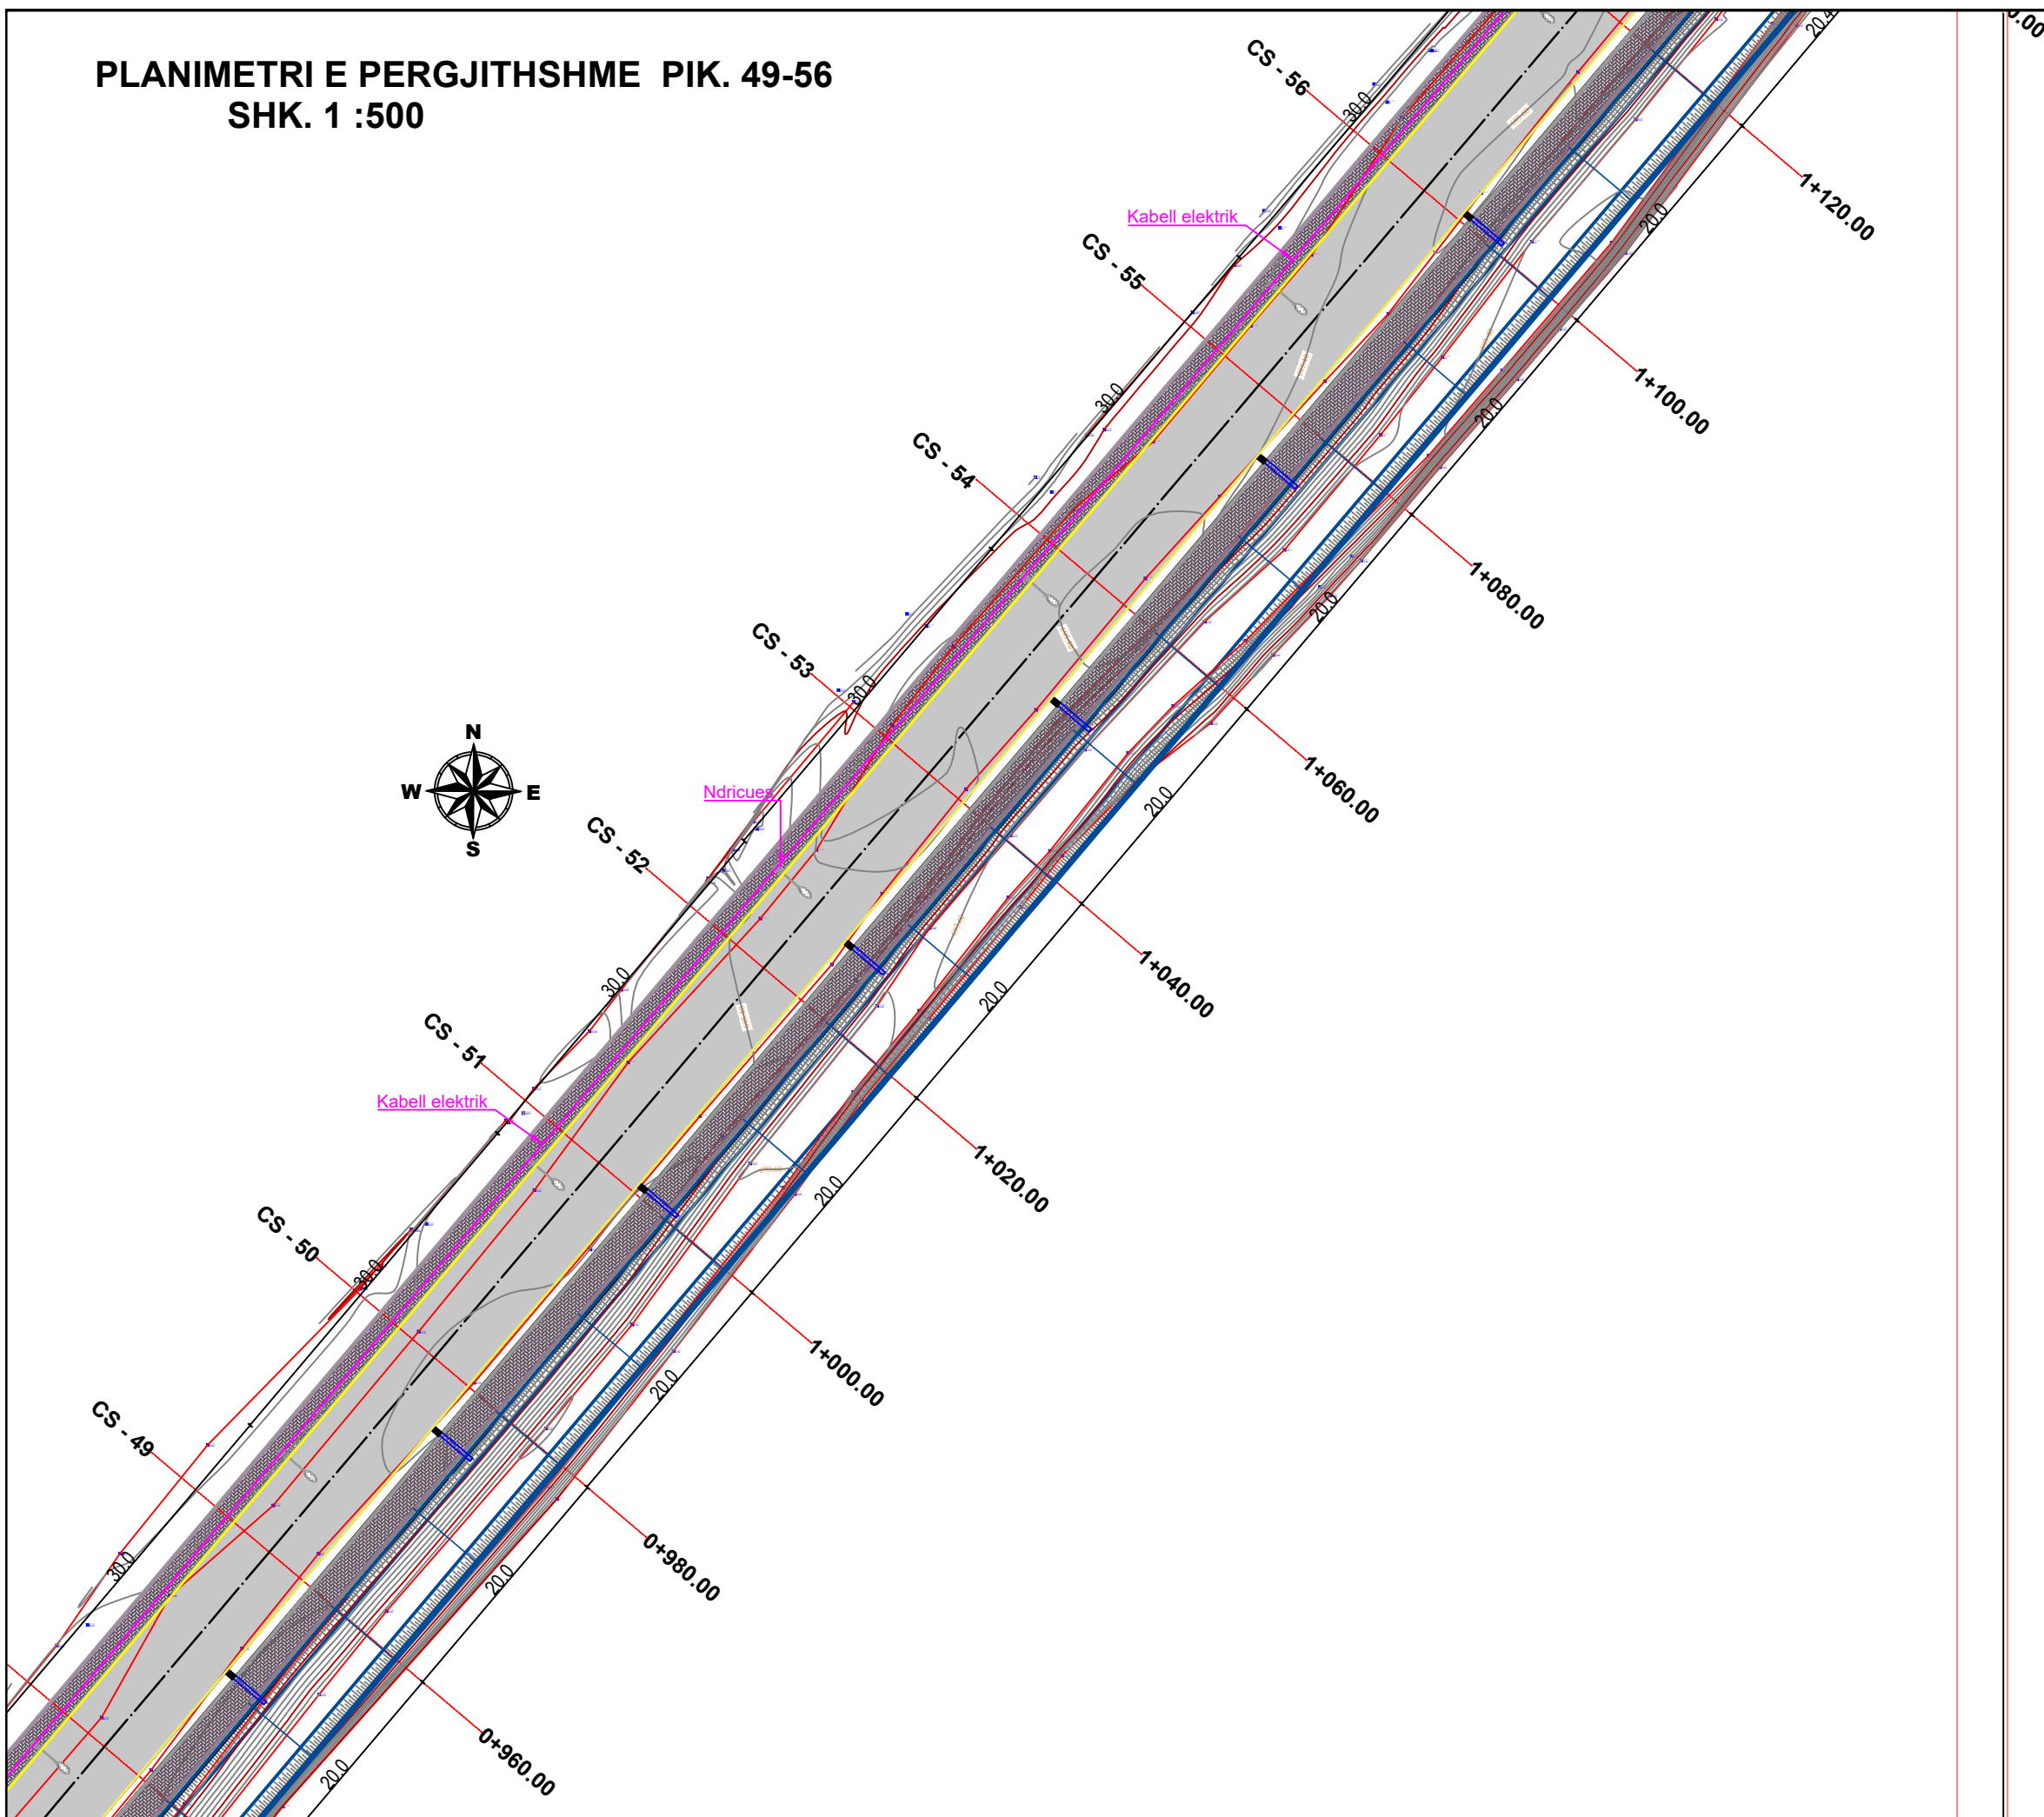 PLANIMETRI E PERGJITHSHME PIK. 49-56
SHK. 1 :500
CS - 56
30.0
20.4
1+120.00
Kabell elektrik
20.0
CS - 55
1+100.00
30.0
20.0
CS - 54
1+080.00
20.0
CS - 53
30.0
1+060.00
N
W
E
S
Ndricues
20.0
CS - 52
1+040.00
30.0
20.0
CS - 51
1+020.00
Kabell elektrik
20.0
CS - 50
30.0
1+000.00
20.0
CS - 49
0+980.00
30.0
20.0
0+960.00
20.0